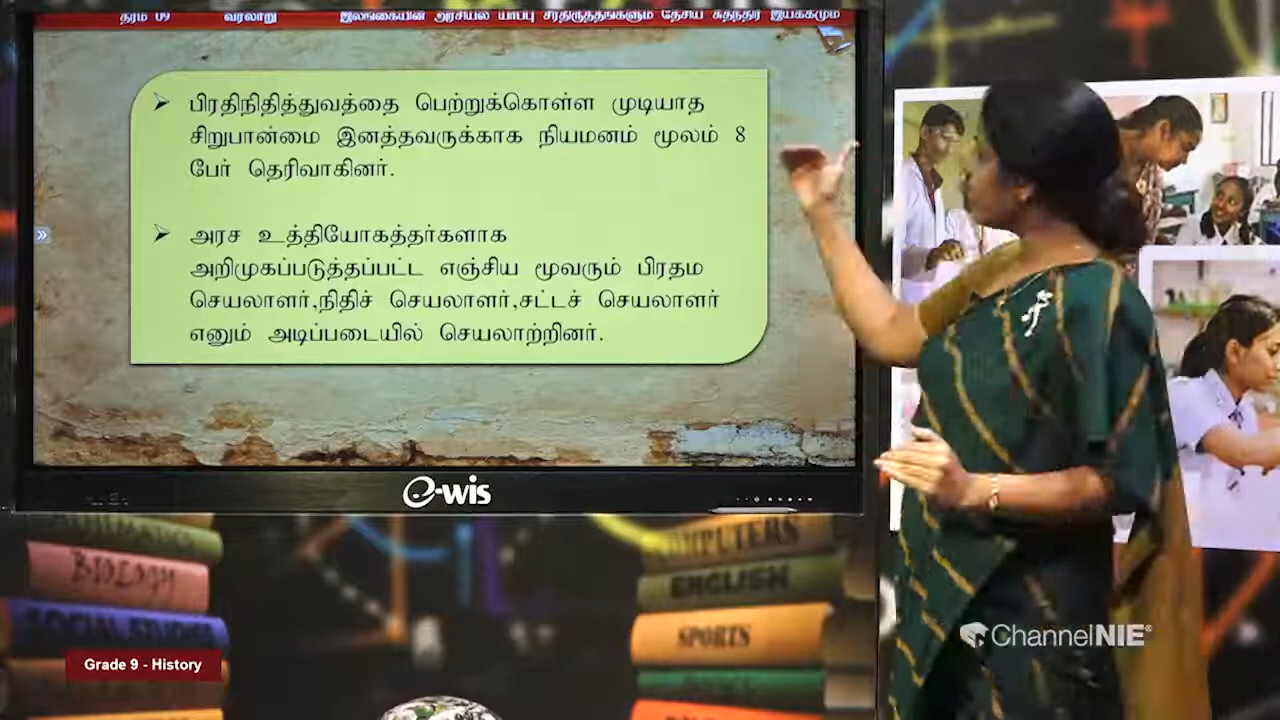 தரம் 09 வரலாறு இலங்கையின் அரசியல் யாப்பு சீர்திருத்தங்களும் தேசிய சுதந்திர இயக்கமும்
➢ பிரதிநிதித்துவத்தை பெற்றுக்கொள்ள முடியாத
சிறுபான்மை இனத்தவருக்காக நியமனம் மூலம் 8
பேர் தெரிவாகினர்.
➢ அரச உத்தியோகத்தர்களாக
அறிமுகப்படுத்தப்பட்ட எஞ்சிய மூவரும் பிரதம
செயலாளர்,நிதிச் செயலாளர்,சட்டச் செயலாளர்
எனும் அடிப்படையில் செயலாற்றினர்.
e-wis
MATHEMATICS
BIOLOGY
SOCIAL STUDIES
COMPUTERS
ENGLISH
SPORTS
Grade 9 - History
ChannelNIE®